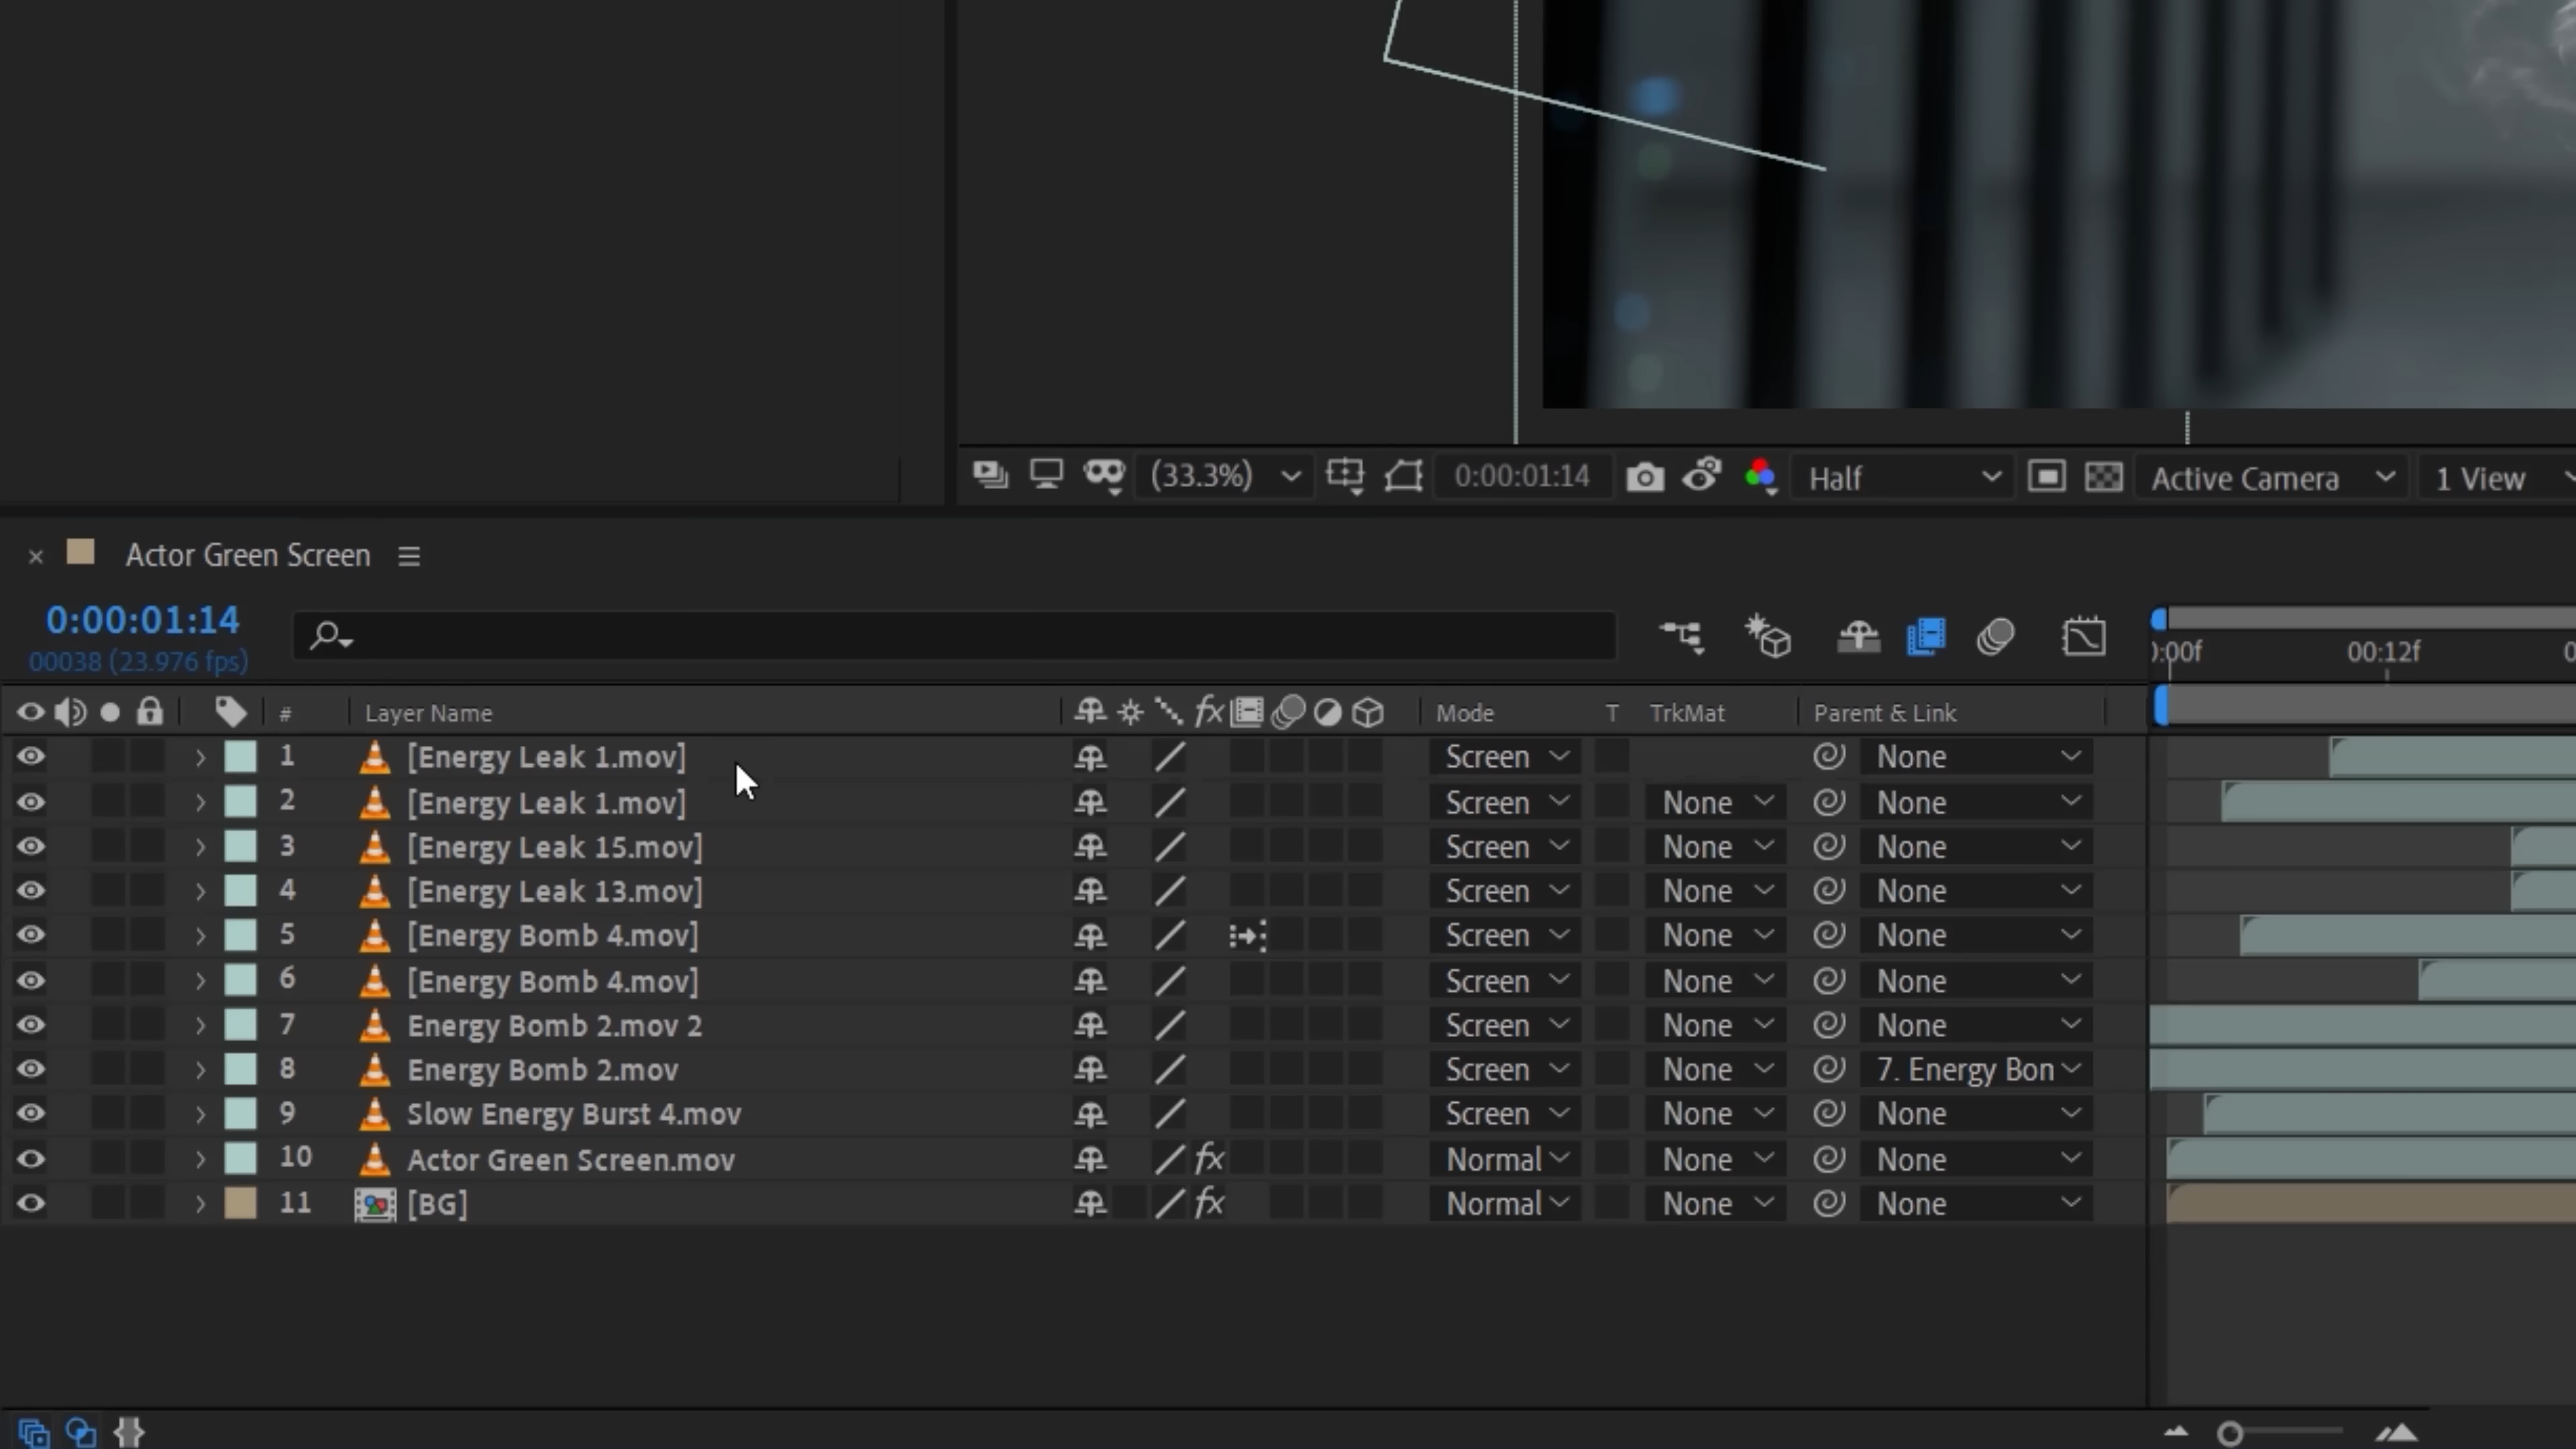 (33.3%) 0:00:01:14 Half Active Camera 1 View
Actor Green Screen
0:00:01:14
00038 (23.976 fps)
:00f 00:12f 0
# Layer Name fx Mode T TrkMat Parent & Link
1 [Energy Leak 1.mov] Screen None
2 [Energy Leak 1.mov] Screen None None
3 [Energy Leak 15.mov] Screen None None
4 [Energy Leak 13.mov] Screen None None
5 [Energy Bomb 4.mov] Screen None None
6 [Energy Bomb 4.mov] Screen None None
7 Energy Bomb 2.mov 2 Screen None None
8 Energy Bomb 2.mov Screen None 7. Energy Bon
9 Slow Energy Burst 4.mov Screen None None
10 Actor Green Screen.mov fx Normal None None
11 [BG] fx Normal None None